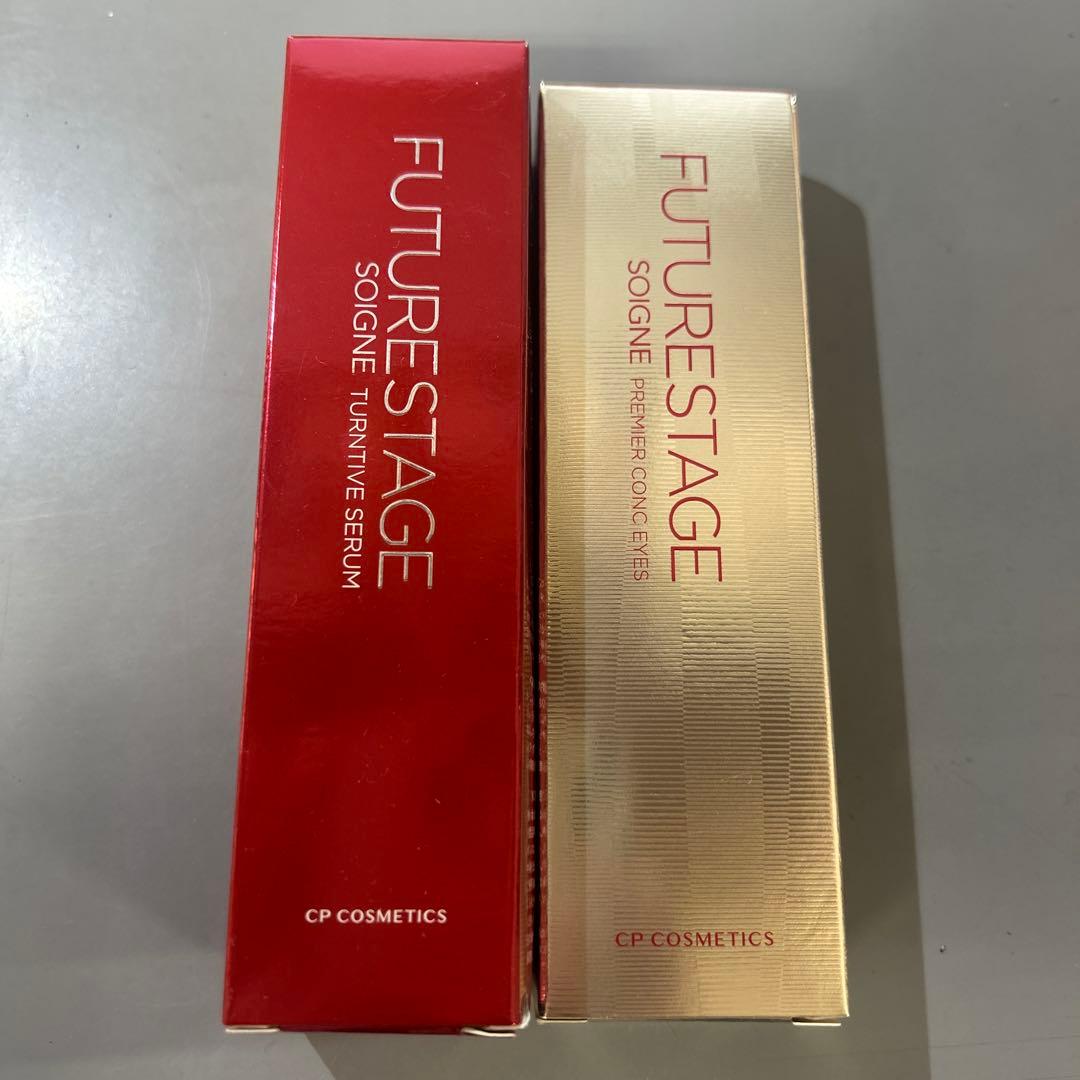 FUTURESTAGE
SOIGNE TURNTIVE SERUM
CP COSMETICS
FUTURESTAGE
SOIGNE PREMIER CONC EYES
CP COSMETICS